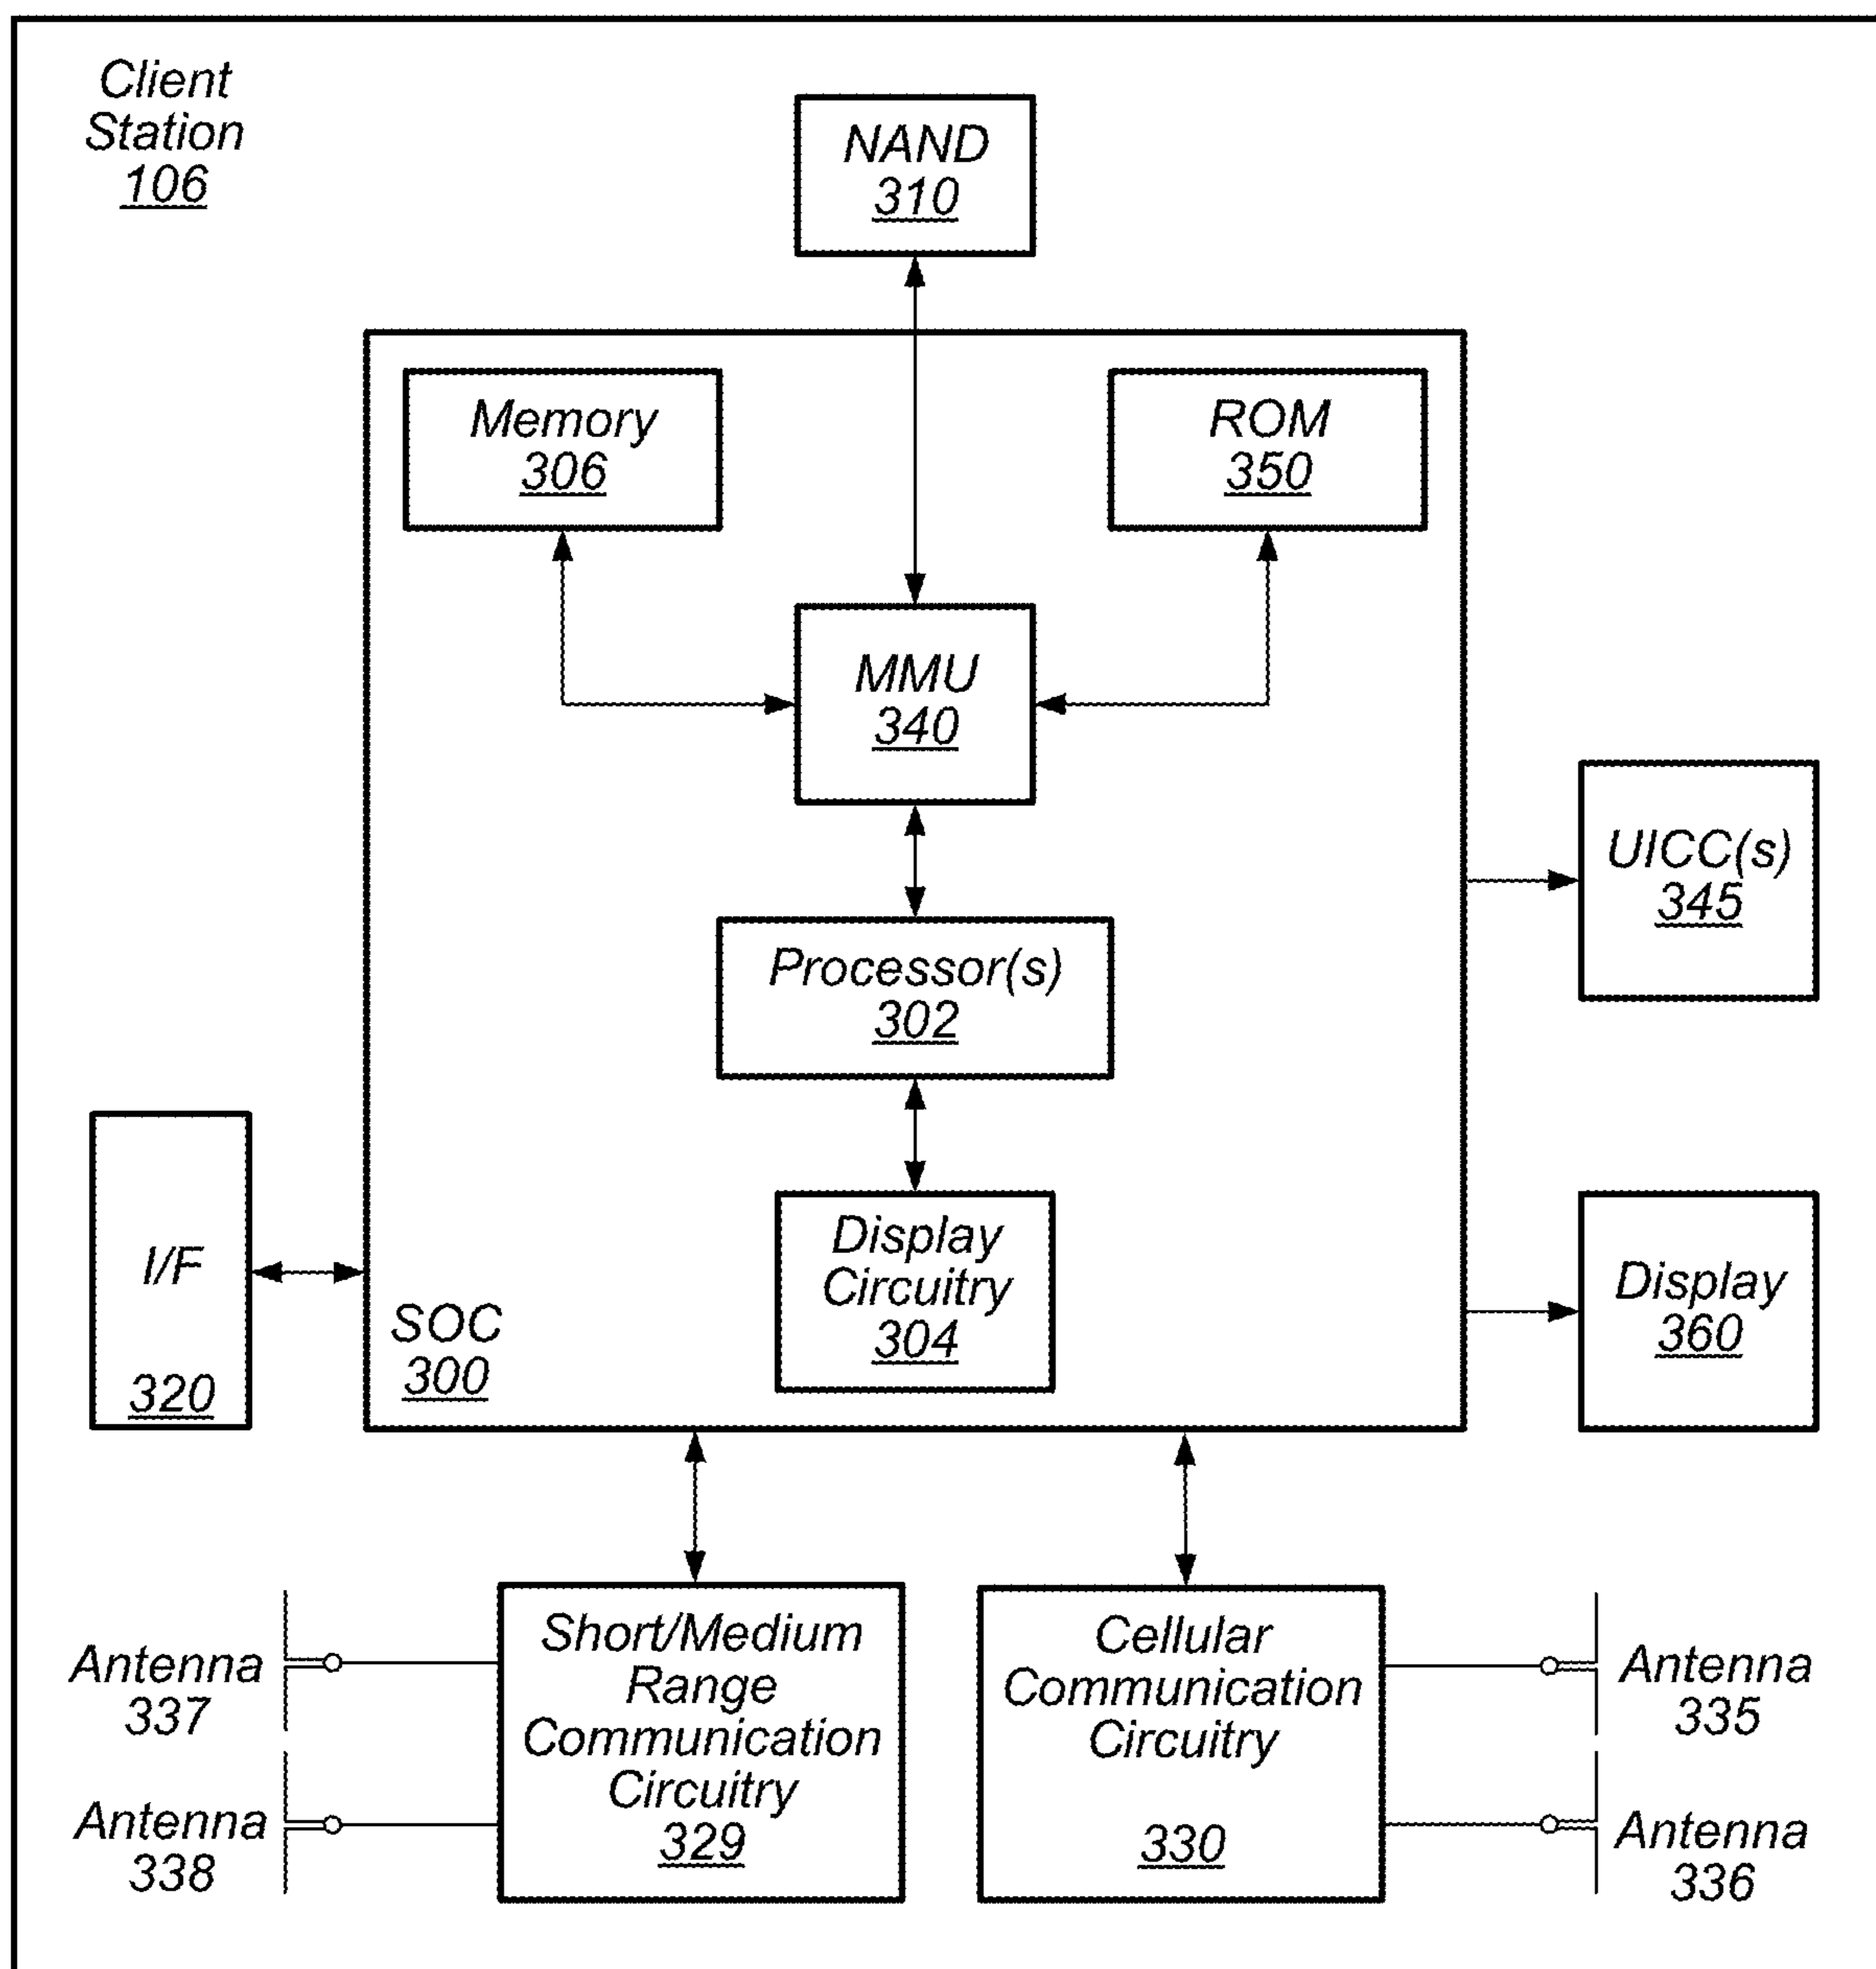 Client
Station
106
NAND
310
Memory
306
ROM
350
MMU
340
UICC(s)
345
Processor(s)
302
I/F
320
Display
Circuitry
304
SOC
300
Display
360
Antenna
337
Antenna
338
Short/Medium
Range
Communication
Circuitry
329
Cellular
Communication
Circuitry
330
Antenna
335
Antenna
336